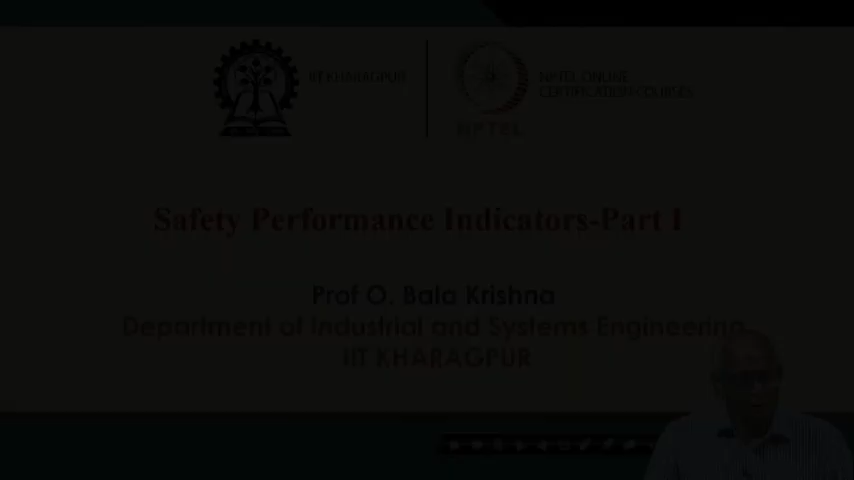 IIT KHARAGPUR
NPTEL ONLINE
CERTIFICATION COURSES
NPTEL
Safety Performance Indicators-Part I
Prof O. Bala Krishna
Department of Industrial and Systems Engineering
IIT KHARAGPUR